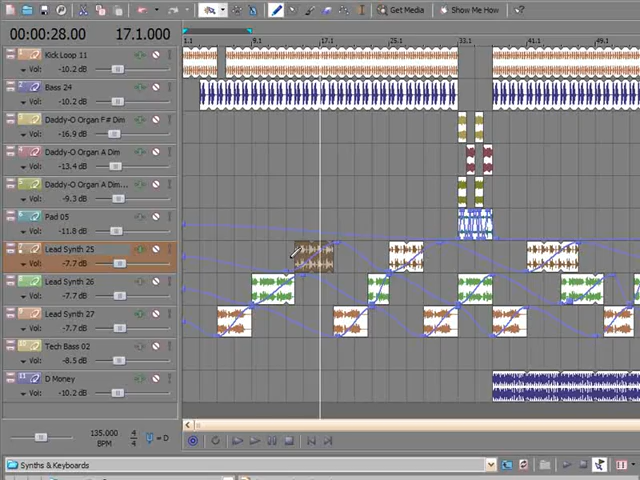 Get Media
Show Me How
00:00:28.00
17.1.000
1.1
9.1
17.1
25.1
33.1
41.1
49.1
Kick Loop 11
Vol: -10.2 dB
Bass 24
Vol: -10.2 dB
Daddy-O Organ F# Dim
Vol: -16.9 dB
Daddy-O Organ A Dim
Vol: -13.4 dB
Daddy-O Organ A Dim...
Vol: -9.3 dB
Pad 05
Vol: -11.8 dB
Lead Synth 25
Vol: -7.7 dB
Lead Synth 26
Vol: -7.7 dB
Lead Synth 27
Vol: -7.7 dB
Tech Bass 02
Vol: -8.5 dB
D Money
Vol: -10.2 dB
135.000
BPM
4
4
= D
Synths & Keyboards